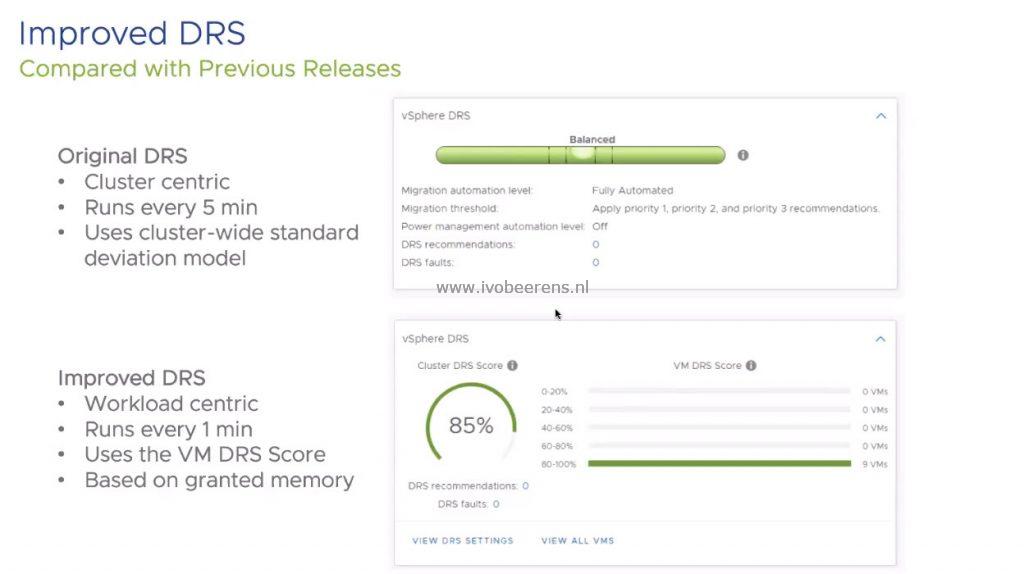 Improved DRS
Compared with Previous Releases
Original DRS
• Cluster centric
• Runs every 5 min
• Uses cluster-wide standard
deviation model
vSphere DRS
Balanced
Migration automation level: Fully Automated
Migration threshold: Apply priority 1, priority 2, and priority 3 recommendations.
Power management automation level: Off
DRS recommendations: 0
DRS faults: 0
www.ivobeerens.nl
Improved DRS
• Workload centric
• Runs every 1 min
• Uses the VM DRS Score
• Based on granted memory
vSphere DRS
Cluster DRS Score
85%
VM DRS Score
0-20% 0 VMs
20-40% 0 VMs
40-60% 0 VMs
60-80% 0 VMs
80-100% 9 VMs
DRS recommendations: 0
DRS faults: 0
VIEW DRS SETTINGS VIEW ALL VMS